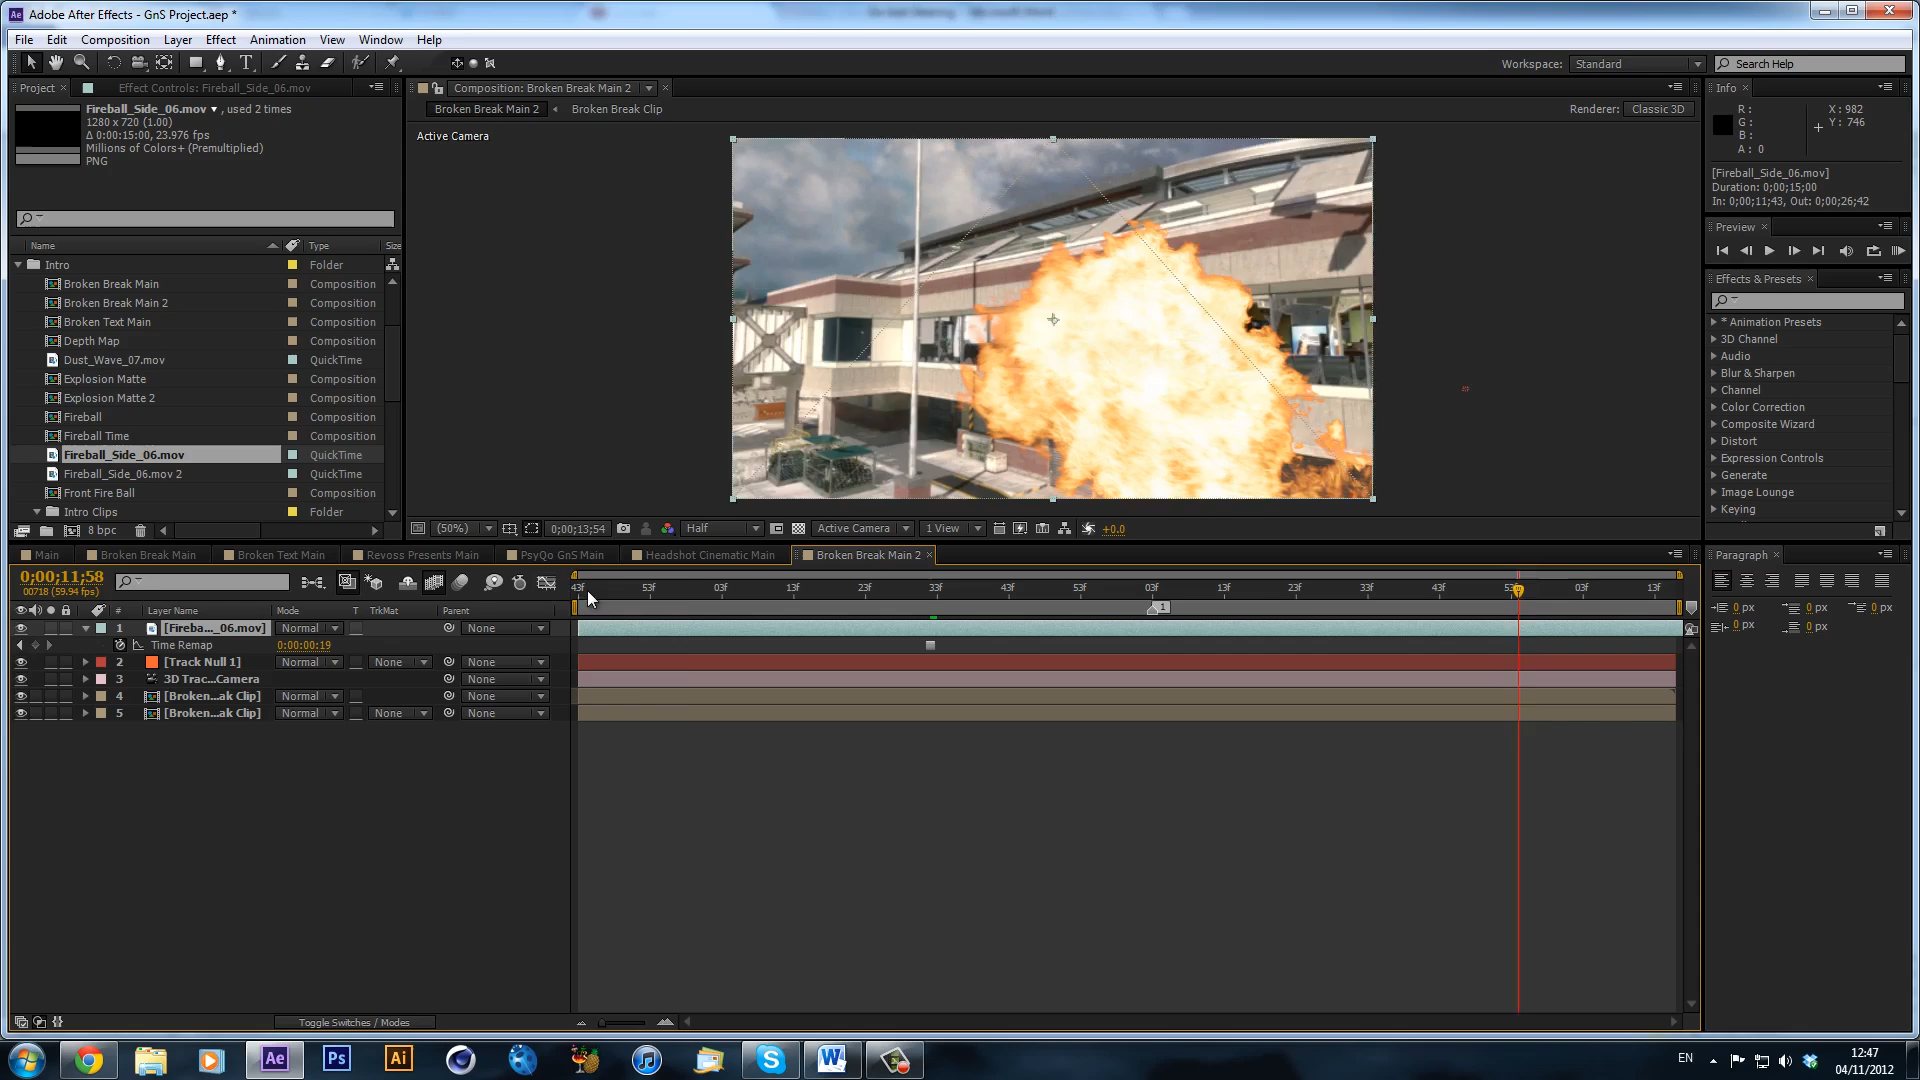 Adobe After Effects - GnS Project.aep *
File Edit Composition Layer Effect Animation View Window Help
Workspace: Standard Search Help
Project Effect Controls: Fireball_Side_06.mov
Fireball_Side_06.mov , used 2 times
1280 x 720 (1.00)
Δ 0:00:15:00, 23.976 fps
Millions of Colors+ (Premultiplied)
PNG
Name Type Size
Intro Folder
Broken Break Main Composition
Broken Break Main 2 Composition
Broken Text Main Composition
Depth Map Composition
Dust_Wave_07.mov QuickTime
Explosion Matte Composition
Explosion Matte 2 Composition
Fireball Composition
Fireball Time Composition
Fireball_Side_06.mov QuickTime
Fireball_Side_06.mov 2 QuickTime
Front Fire Ball Composition
Intro Clips Folder
8 bpc
Composition: Broken Break Main 2
Broken Break Main 2 Broken Break Clip
Renderer: Classic 3D
Active Camera
(50%) 0;00;13;54 Half Active Camera 1 View +0.0
Info
R: X: 982
G: Y: 746
B:
A: 0
[Fireball_Side_06.mov]
Duration: 0;00;15;00
In: 0;00;11;43, Out: 0;00;26;42
Preview
Effects & Presets
* Animation Presets
3D Channel
Audio
Blur & Sharpen
Channel
Color Correction
Composite Wizard
Distort
Expression Controls
Generate
Image Lounge
Keying
Main Broken Break Main Broken Text Main Revoss Presents Main PsyQo GnS Main Headshot Cinematic Main Broken Break Main 2
0;00;11;58
00718 (59.94 fps)
43f 53f 03f 13f 23f 33f 43f 53f 03f 13f 23f 33f 43f 53f 03f 13f
# Layer Name Mode T TrkMat Parent
1
1 [Fireba..._06.mov] Normal None
Time Remap 0:00:00:19
2 [Track Null 1] Normal None None
3 3D Trac...Camera None
4 [Broken...ak Clip] Normal None
5 [Broken...ak Clip] Normal None None
Toggle Switches / Modes
Paragraph
0 px 0 px 0 px
0 px 0 px
Ae Ps Ai S W
EN
12:47
04/11/2012